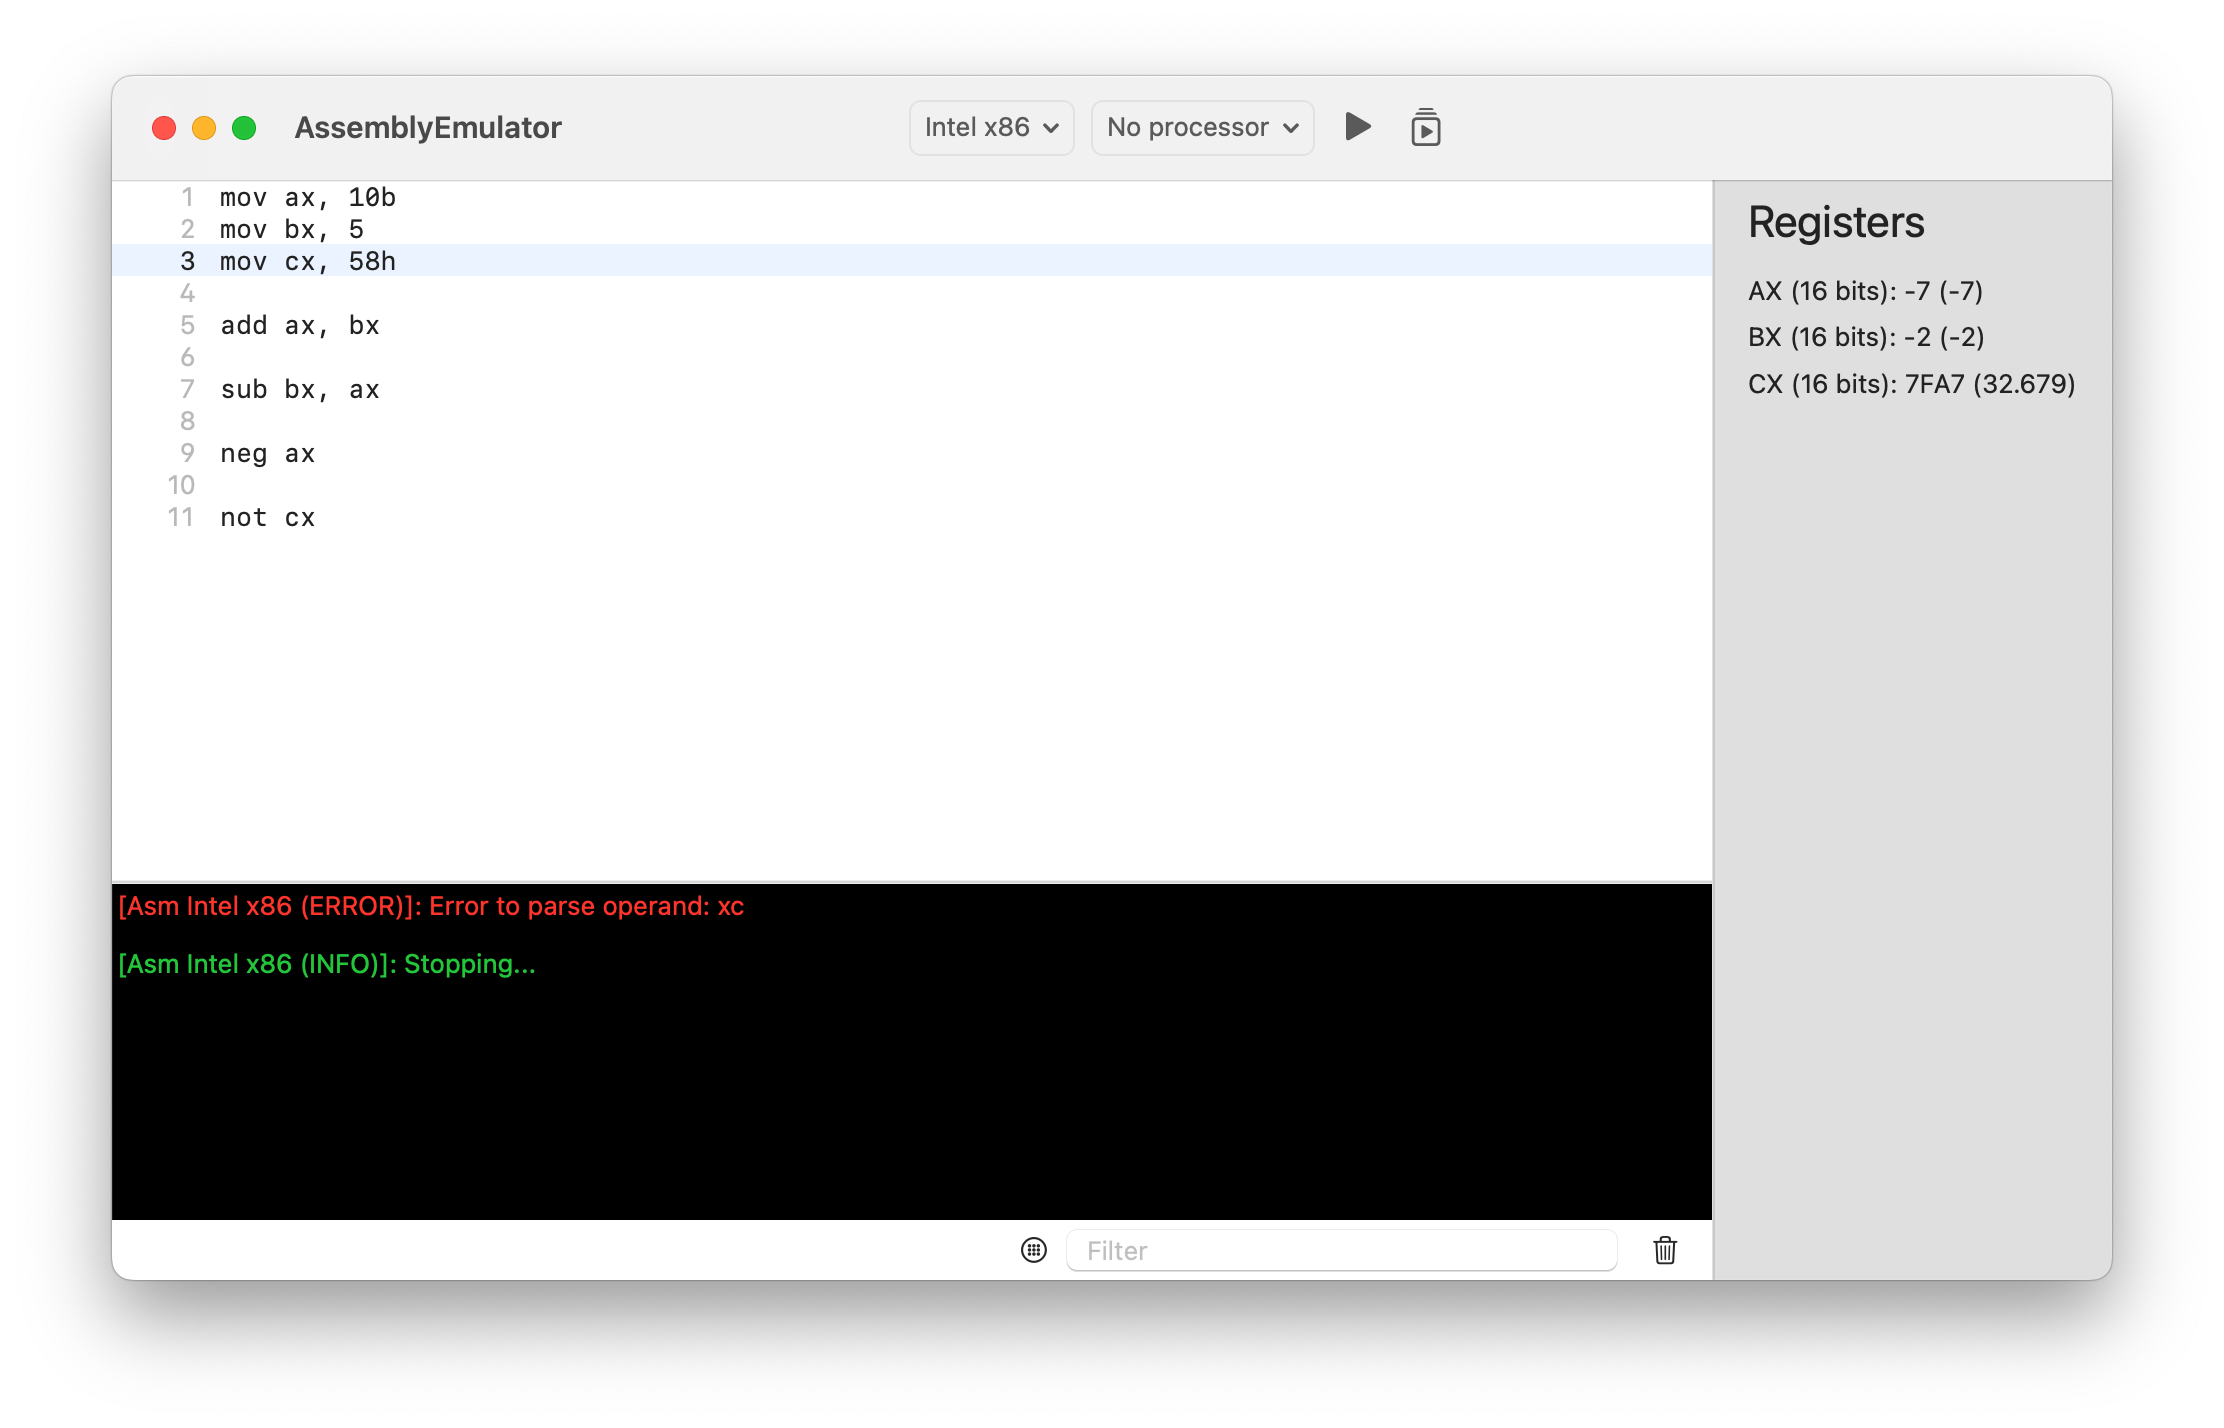 AssemblyEmulator
Intel x86
No processor
1 mov ax, 10b
2 mov bx, 5
3 mov cx, 58h
4
5 add ax, bx
6
7 sub bx, ax
8
9 neg ax
10
11 not cx
Registers
AX (16 bits): -7 (-7)
BX (16 bits): -2 (-2)
CX (16 bits): 7FA7 (32.679)
[Asm Intel x86 (ERROR)]: Error to parse operand: xc
[Asm Intel x86 (INFO)]: Stopping...
Filter